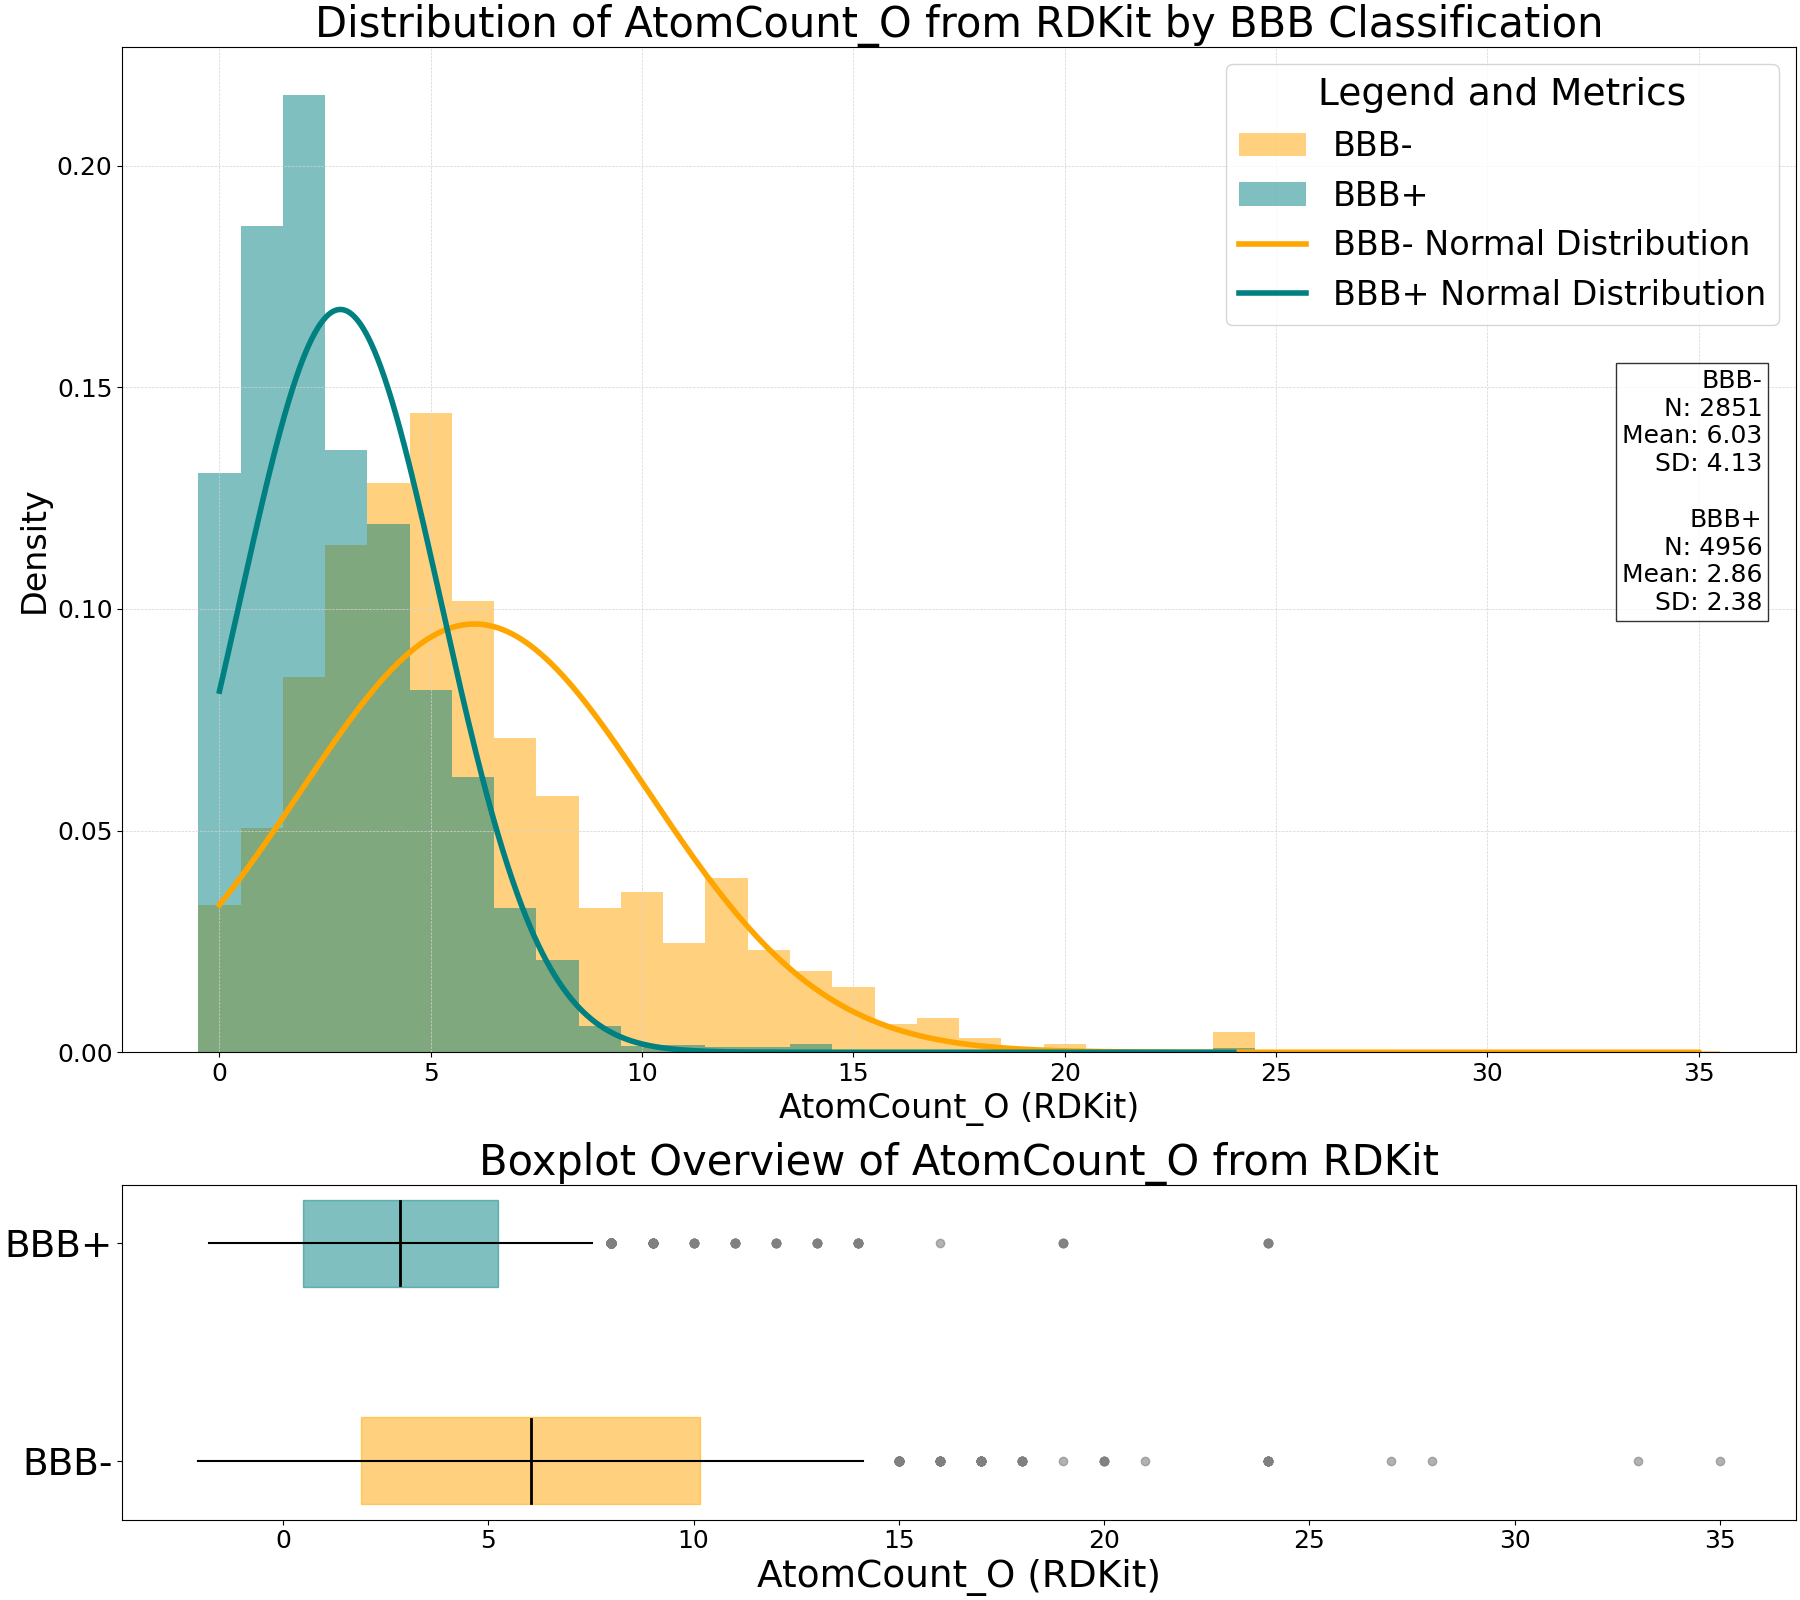 Distribution of AtomCount_O from RDKit by BBB Classification
Legend and Metrics
BBB-
BBB+
BBB- Normal Distribution
BBB+ Normal Distribution
BBB-
N: 2851
Mean: 6.03
SD: 4.13
BBB+
N: 4956
Mean: 2.86
SD: 2.38
Density
0.20
0.15
0.10
0.05
0.00
0 5 10 15 20 25 30 35
AtomCount_O (RDKit)
Boxplot Overview of AtomCount_O from RDKit
BBB+
BBB-
0 5 10 15 20 25 30 35
AtomCount_O (RDKit)